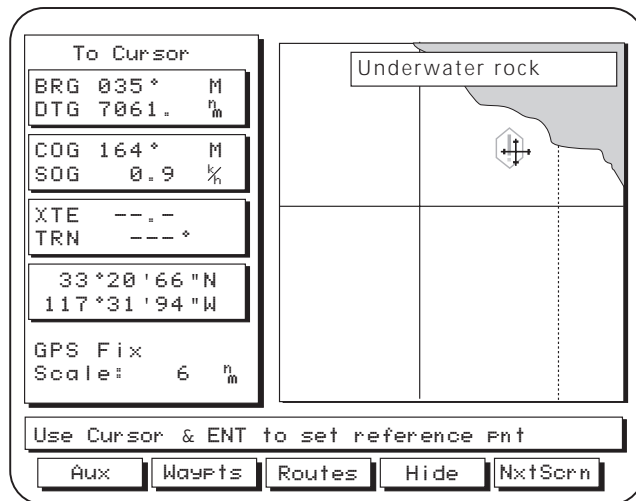 To Cursor
BRG 035° M
DTG 7061. nm
COG 164° M
SOG 0.9 k/h
XTE --.-
TRN ---°
33°20'66"N
117°31'94"W
GPS Fix
Scale: 6 nm
Underwater rock
Use Cursor & ENT to set reference pnt
Aux Waypts Routes Hide NxtScrn